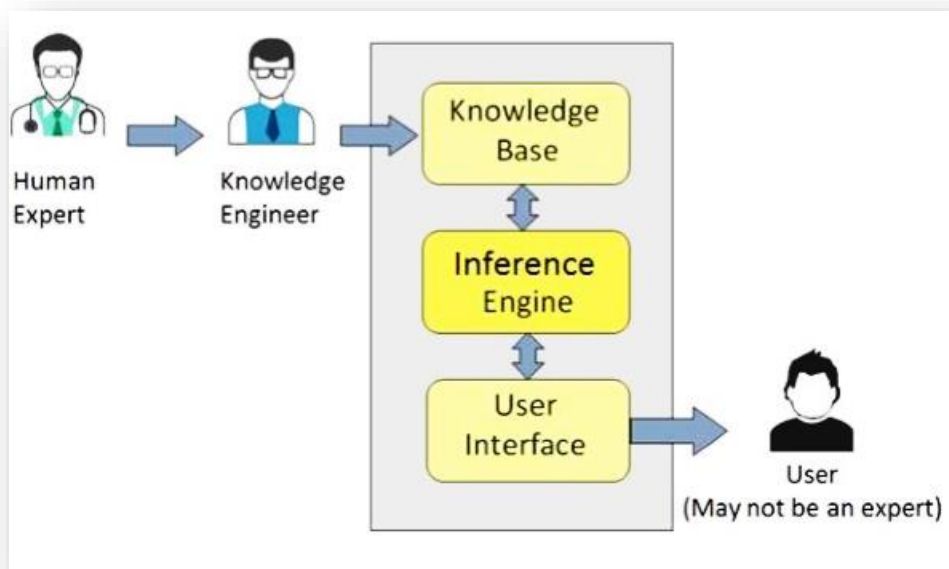 Human
Expert
Knowledge
Engineer
Knowledge
Base
Inference
Engine
User
Interface
User
(May not be an expert)